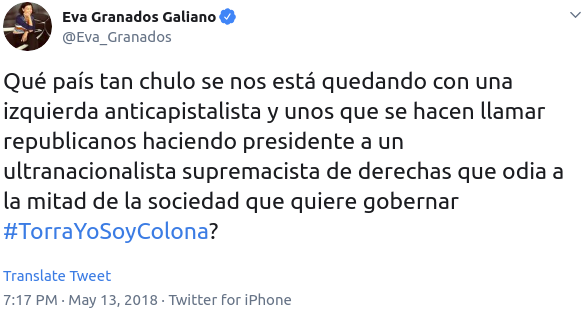 Eva Granados Galiano
@Eva_Granados
Qué país tan chulo se nos está quedando con una
izquierda anticapistalista y unos que se hacen llamar
republicanos haciendo presidente a un
ultranacionalista supremacista de derechas que odia a
la mitad de la sociedad que quiere gobernar
#TorraYoSoyColona?
Translate Tweet
7:17 PM · May 13, 2018 · Twitter for iPhone